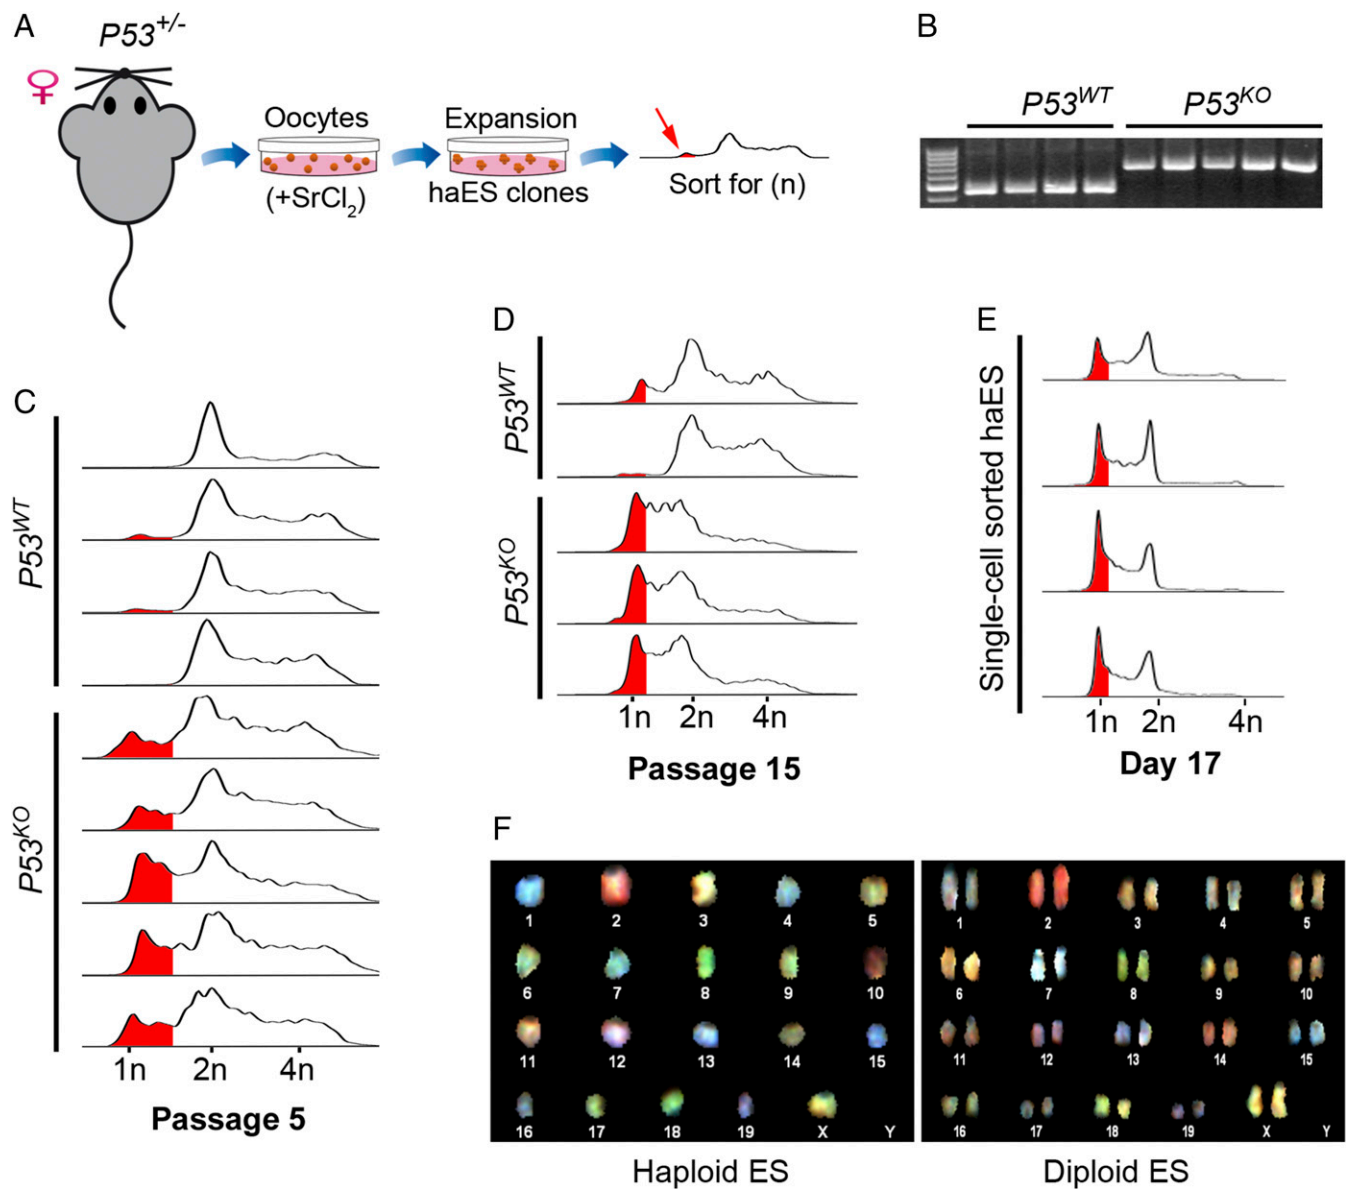 A
P53+/-
♀
Oocytes
(+SrCl2)
Expansion
haES clones
Sort for (n)
B
P53WT
P53KO
C
P53WT
P53KO
1n 2n 4n
Passage 5
D
P53WT
P53KO
1n 2n 4n
Passage 15
E
Single-cell sorted haES
1n 2n 4n
Day 17
F
1 2 3 4 5
6 7 8 9 10
11 12 13 14 15
16 17 18 19 X Y
Haploid ES
1 2 3 4 5
6 7 8 9 10
11 12 13 14 15
16 17 18 19 X Y
Diploid ES